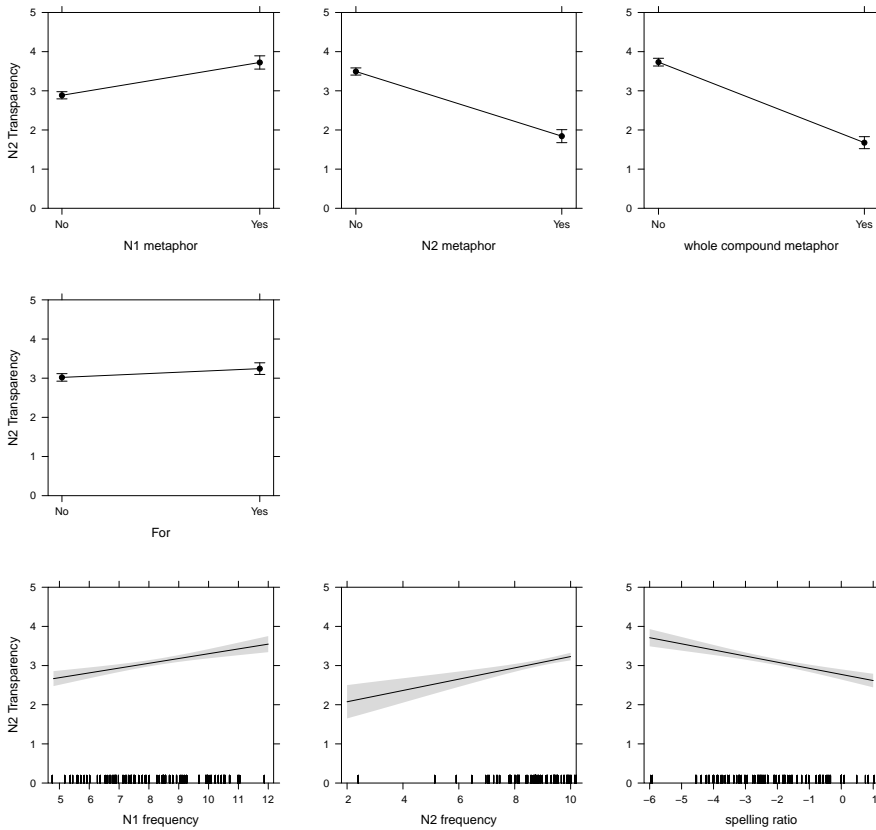 5 5 5
4 4 4
3 3 3
2 2 2
1 1 1
0 0 0
N2 Transparency
No Yes No Yes No Yes
N1 metaphor N2 metaphor whole compound metaphor
5
4
3
2
1
0
N2 Transparency
No Yes
For
5 5 5
4 4 4
3 3 3
2 2 2
1 1 1
0 0 0
N2 Transparency
5 6 7 8 9 10 11 12 2 4 6 8 10 −6 −5 −4 −3 −2 −1 0 1
N1 frequency N2 frequency spelling ratio